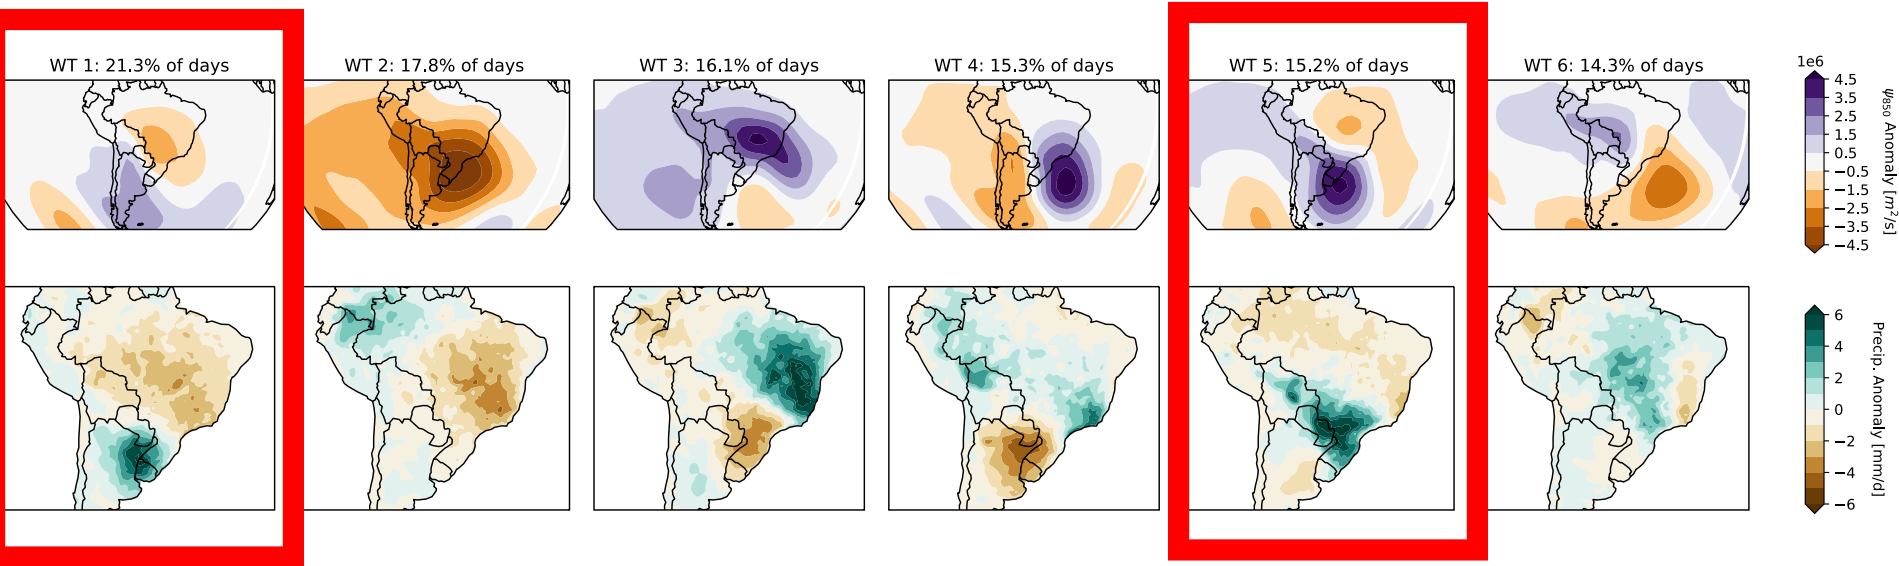 WT 1: 21.3% of days
WT 2: 17.8% of days
WT 3: 16.1% of days
WT 4: 15.3% of days
WT 5: 15.2% of days
WT 6: 14.3% of days
1e6
4.5
3.5
2.5
1.5
0.5
−0.5
−1.5
−2.5
−3.5
−4.5
ψ₈₅₀ Anomaly [m²/s]
6
4
2
0
−2
−4
−6
Precip. Anomaly [mm/d]